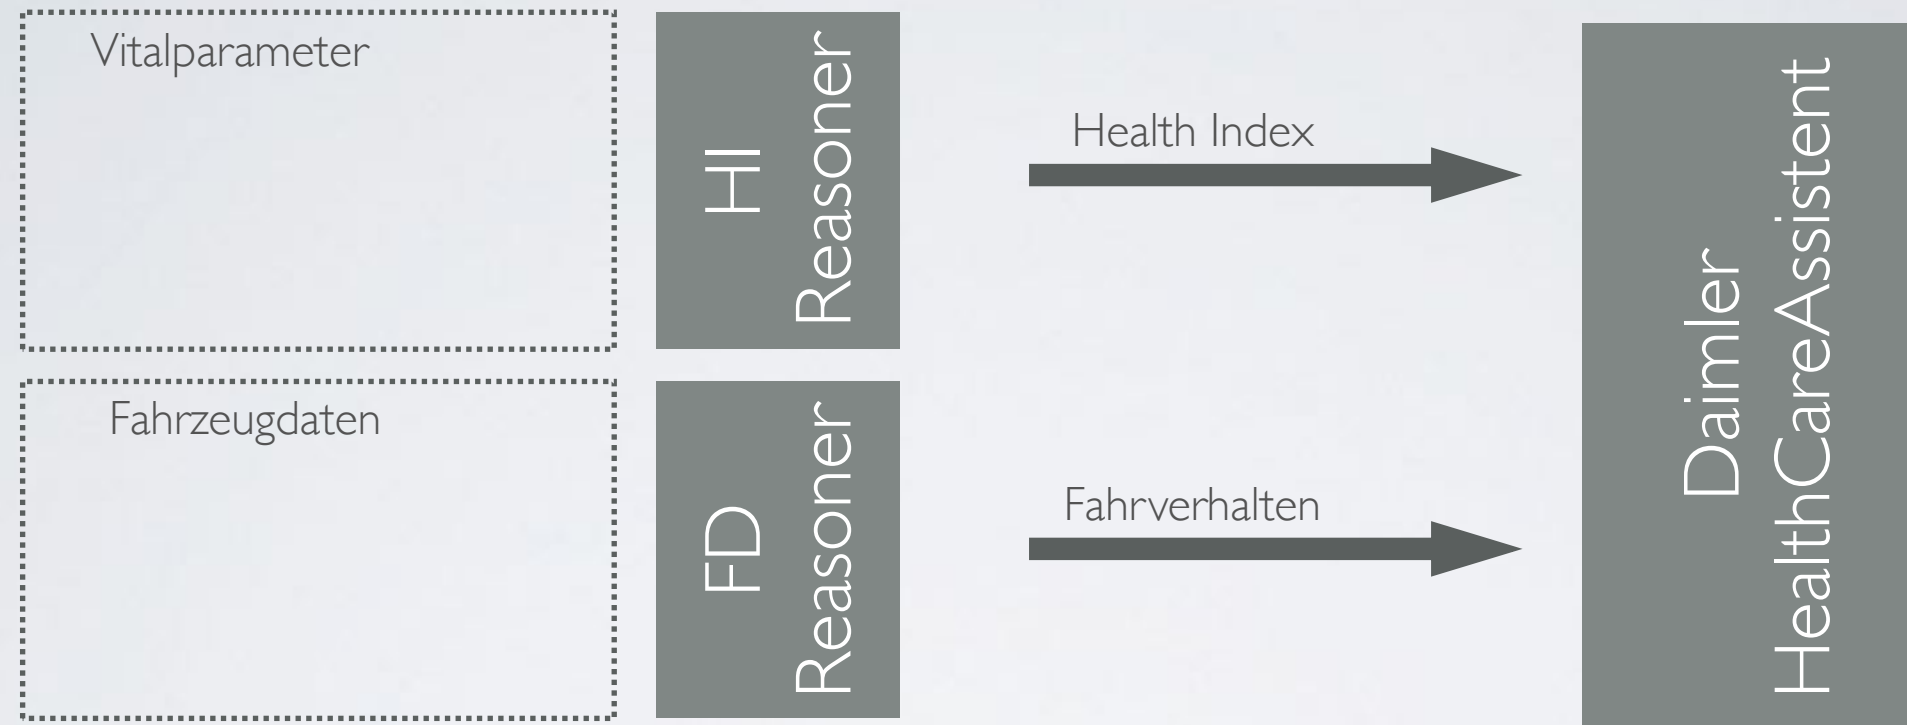 Vitalparameter
HI
Reasoner
Health Index
Fahrzeugdaten
FD
Reasoner
Fahrverhalten
Daimler
HealthCareAssistent